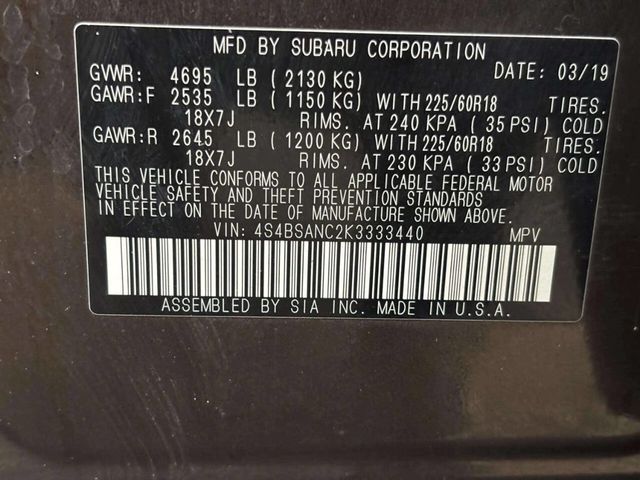 MFD BY SUBARU CORPORATION
GVWR: 4695 LB (2130 KG) DATE: 03/19
GAWR:F 2535 LB (1150 KG) WITH 225/60R18 TIRES.
18X7J RIMS. AT 240 KPA (35 PSI) COLD
GAWR:R 2645 LB (1200 KG) WITH 225/60R18 TIRES.
18X7J RIMS. AT 230 KPA (33 PSI) COLD
THIS VEHICLE CONFORMS TO ALL APPLICABLE FEDERAL MOTOR
VEHICLE SAFETY AND THEFT PREVENTION STANDARDS
IN EFFECT ON THE DATE OF MANUFACTURE SHOWN ABOVE.
VIN: 4S4BSANC2K3333440 MPV
ASSEMBLED BY SIA INC. MADE IN U.S.A.